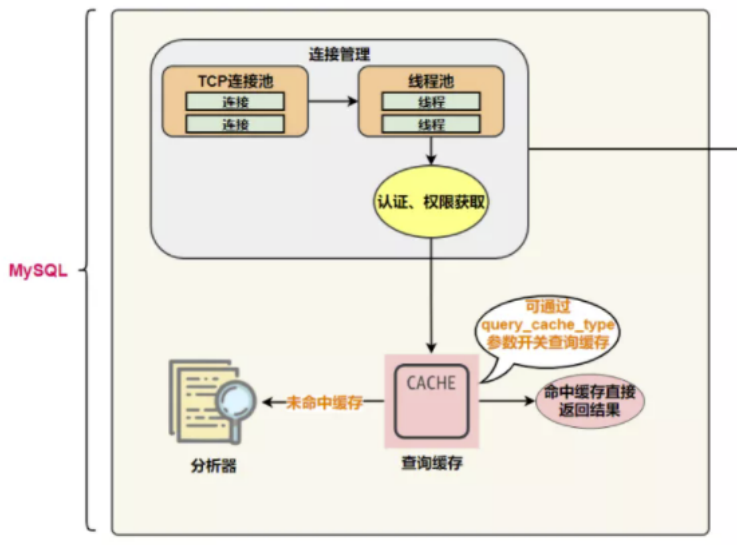 连接管理
TCP连接池
线程池
连接
线程
连接
线程
认证、权限获取
MySQL
可通过
query_cache_type
参数开关查询缓存
CACHE
未命中缓存
命中缓存直接
返回结果
分析器
查询缓存